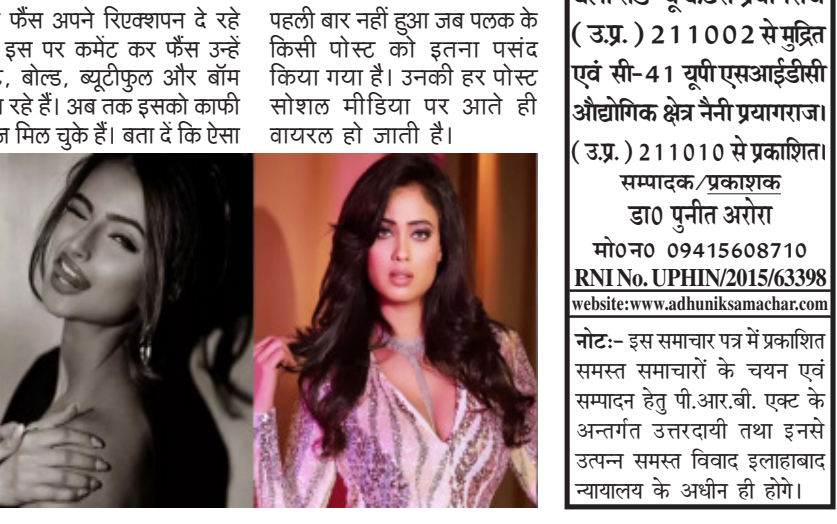 फैंस अपने रिएक्शपन दे रहे
इस पर कमेंट कर फैंस उन्हें
, बोल्ड, ब्यूटीफुल और बॉम
रहे हैं। अब तक इसको काफी
मिल चुके हैं। बता दें कि ऐसा
पहली बार नहीं हुआ जब पलक के
किसी पोस्ट को इतना पसंद
किया गया है। उनकी हर पोस्ट
सोशल मीडिया पर आते ही
वायरल हो जाती है।
( उ.प्र. ) 211002 से मुद्रित
एवं सी-41 यूपीएसआईडीसी
औद्योगिक क्षेत्र नैनी प्रयागराज।
( उ.प्र. ) 211010 से प्रकाशित।
सम्पादक/प्रकाशक
डा0 पुनीत अरोरा
मो0न0 09415608710
RNI No. UPHIN/2015/63398
website:www.adhuniksamachar.com
नोटः- इस समाचार पत्र में प्रकाशित
समस्त समाचारों के चयन एवं
सम्पादन हेतु पी.आर.बी. एक्ट के
अन्तर्गत उत्तरदायी तथा इनसे
उत्पन्न समस्त विवाद इलाहाबाद
न्यायालय के अधीन ही होगे।